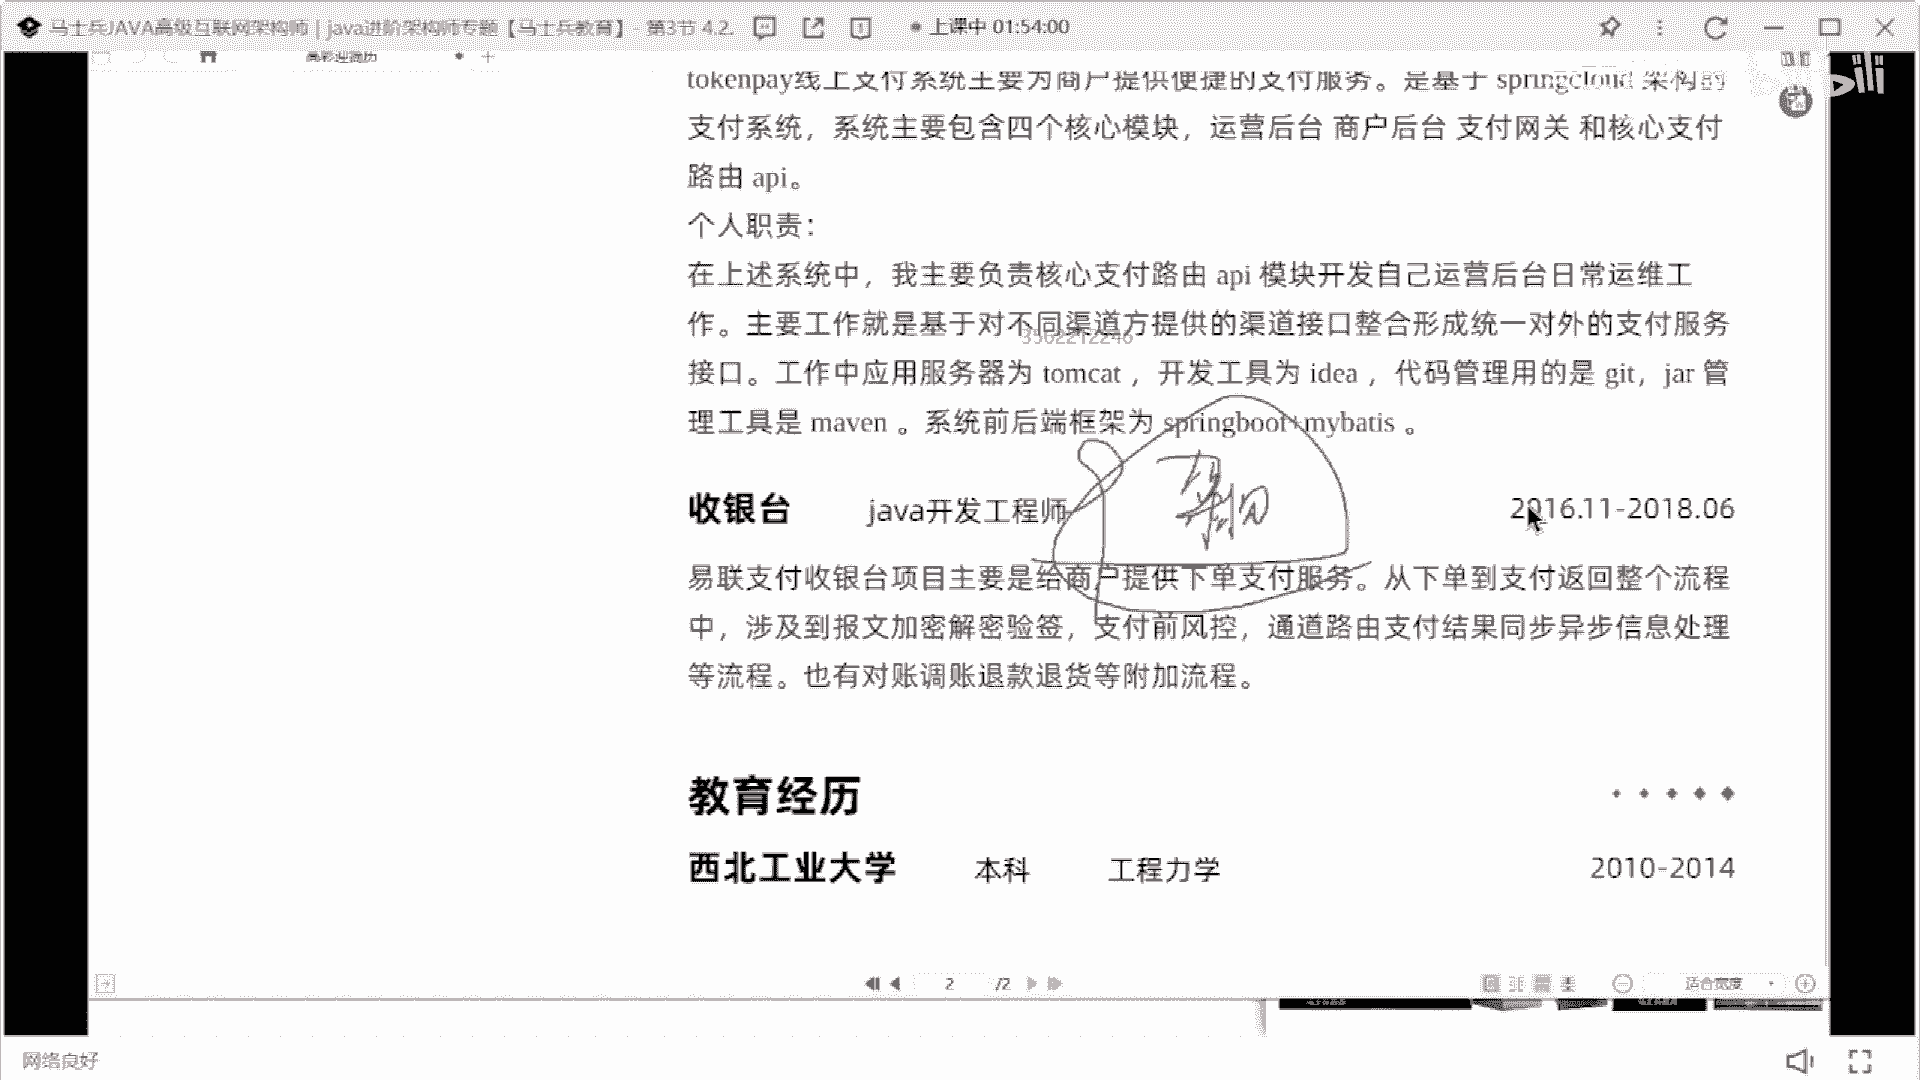 马士兵JAVA高级互联网架构师 | java进阶架构师专题【马士兵教育】 - 第3节 4.2.
上课中 01:54:00
tokenpay线上支付系统主要为商户提供便捷的支付服务。是基于 springcloud 架构的
支付系统，系统主要包含四个核心模块，运营后台 商户后台 支付网关 和核心支付
路由 api。
个人职责：
在上述系统中，我主要负责核心支付路由 api 模块开发自己运营后台日常运维工
作。主要工作就是基于对不同渠道方提供的渠道接口整合形成统一对外的支付服务
3502212246
接口。工作中应用服务器为 tomcat ，开发工具为 idea ，代码管理用的是 git，jar 管
理工具是 maven 。系统前后端框架为 springboot+mybatis 。
收银台 java开发工程师 2016.11-2018.06
易联支付收银台项目主要是给商户提供下单支付服务。从下单到支付返回整个流程
中，涉及到报文加密解密验签，支付前风控，通道路由支付结果同步异步信息处理
等流程。也有对账调账退款退货等附加流程。
教育经历
西北工业大学 本科 工程力学 2010-2014
2 /2 适合宽度
网络良好